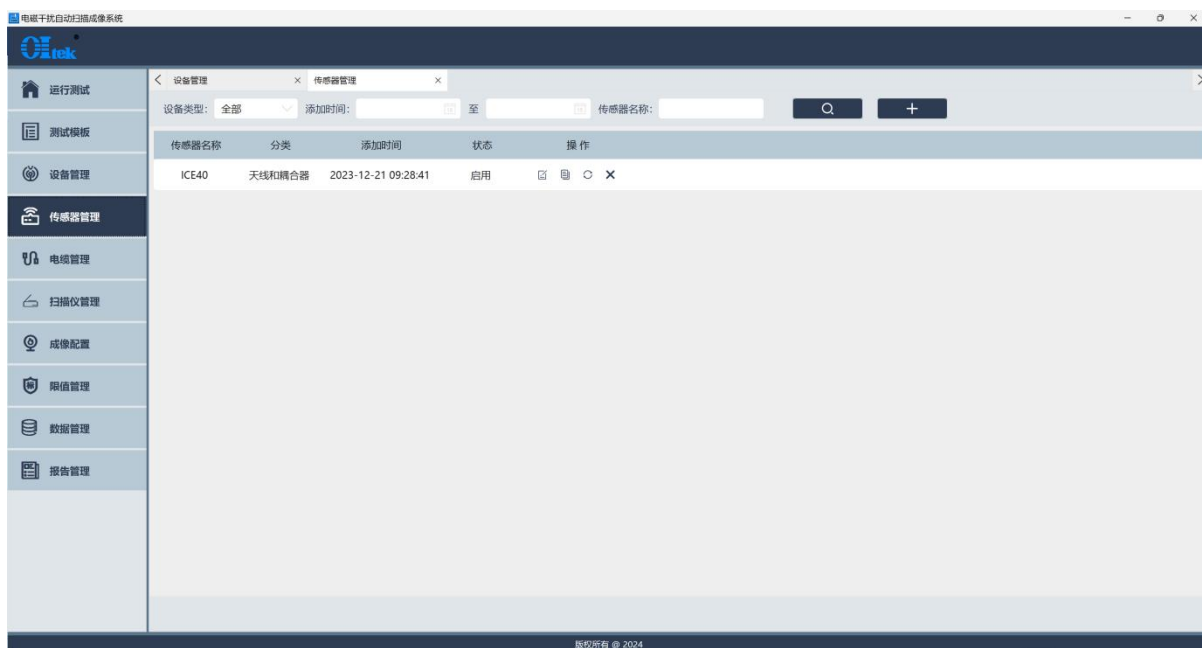 电磁干扰自动扫描成像系统
OItek
运行测试
测试模板
设备管理
传感器管理
电缆管理
扫描仪管理
成像配置
限值管理
数据管理
报告管理
设备管理 传感器管理
设备类型: 全部 添加时间: 至 传感器名称:
传感器名称 分类 添加时间 状态 操作
ICE40 天线和耦合器 2023-12-21 09:28:41 启用
版权所有 @ 2024